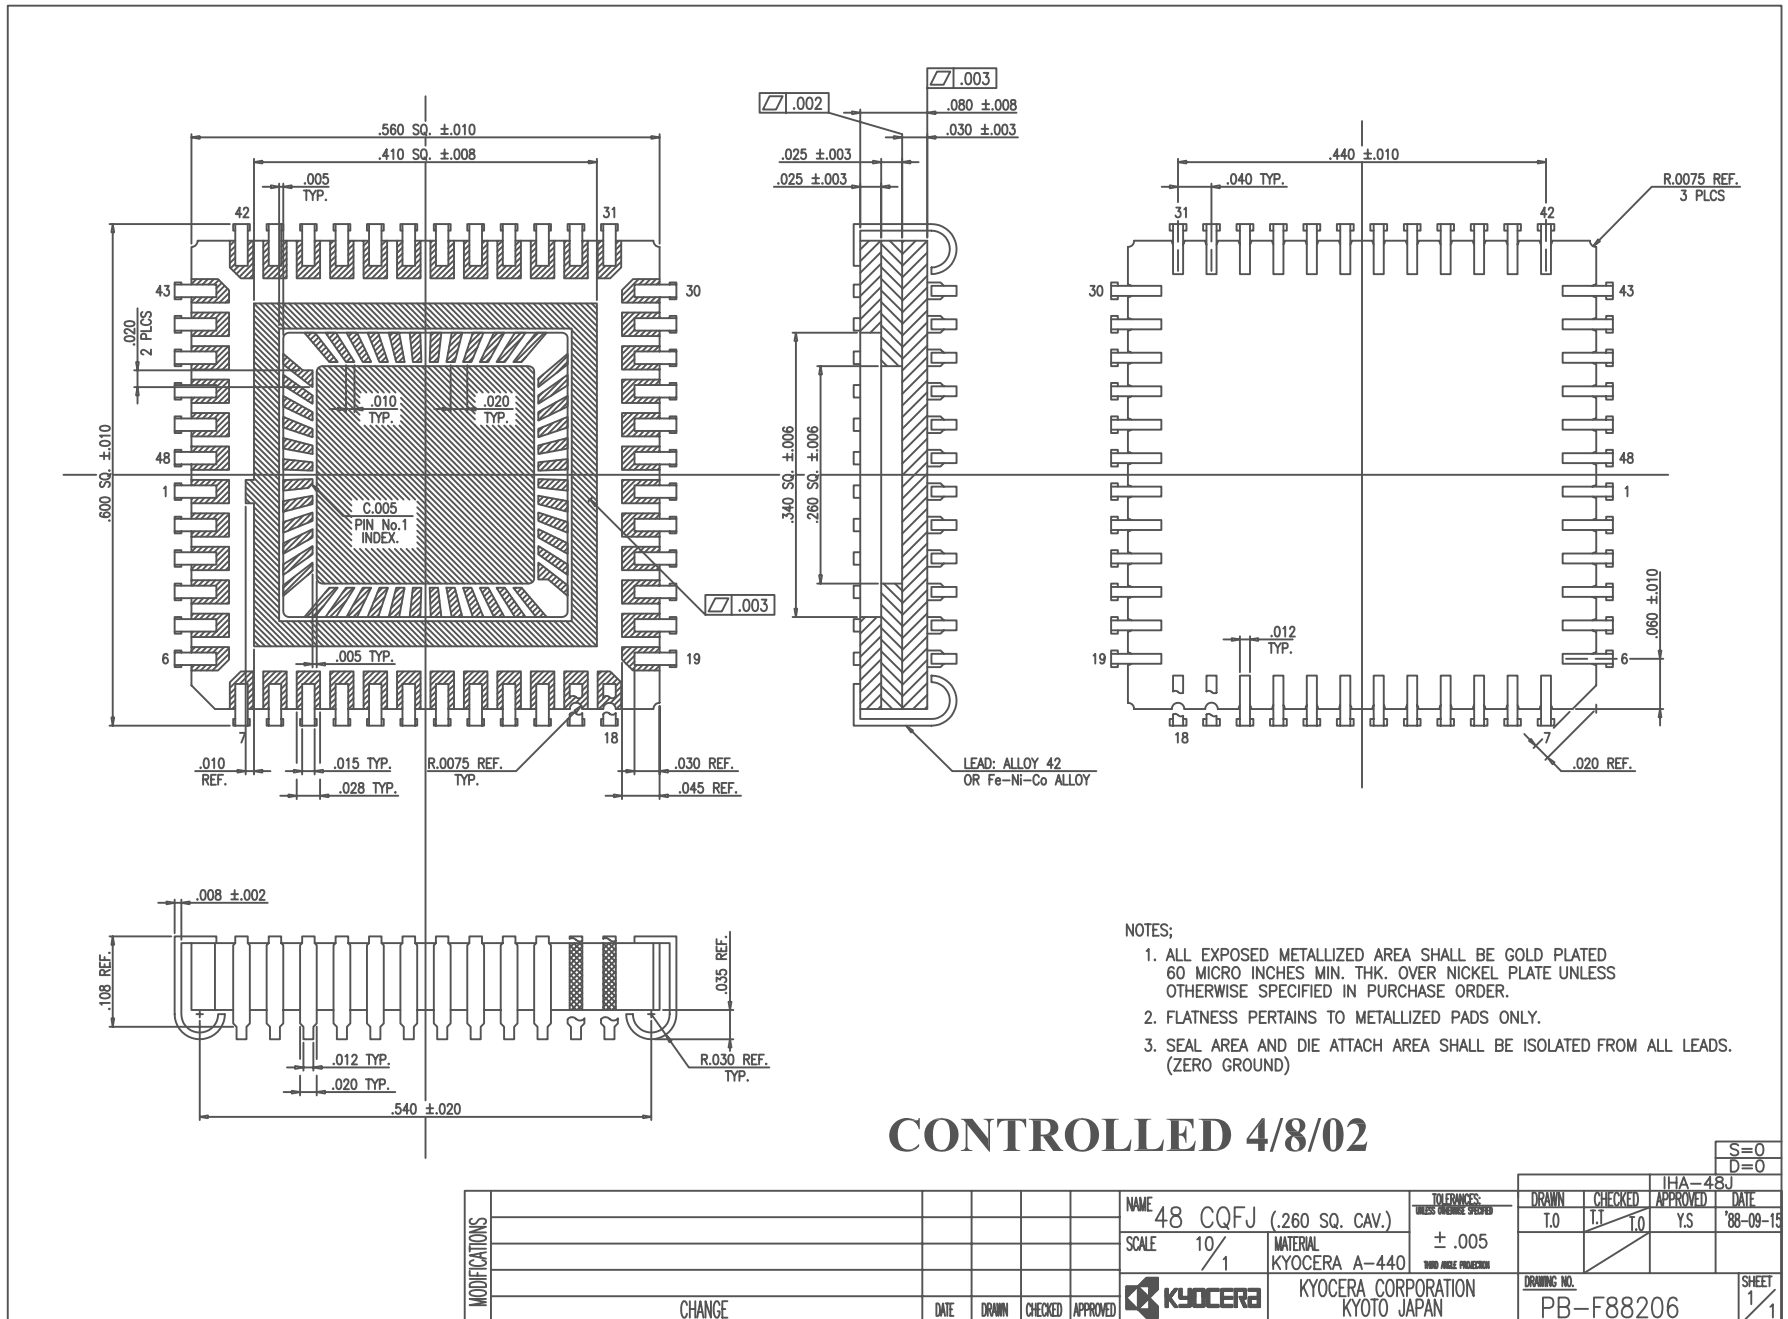 .560 SQ. ±.010
.410 SQ. ±.008
.005
TYP.
42
31
43
30
.020
2 PLCS
48
1
.600 SQ. ±.010
.010
TYP.
.020
TYP.
C.005
PIN No.1
INDEX.
.003
6
19
.005 TYP.
7
18
.010
REF.
.015 TYP.
.028 TYP.
R.0075 REF.
TYP.
.030 REF.
.045 REF.
.002
.003
.080 ±.008
.030 ±.003
.025 ±.003
.025 ±.003
.340 SQ. ±.006
.260 SQ. ±.006
LEAD: ALLOY 42
OR Fe-Ni-Co ALLOY
.440 ±.010
.040 TYP.
R.0075 REF.
3 PLCS
31
42
30
43
48
1
.012
TYP.
.060 ±.010
19
6
18
7
.020 REF.
.008 ±.002
.108 REF.
.035 REF.
.012 TYP.
.020 TYP.
R.030 REF.
TYP.
.540 ±.020
NOTES;
1. ALL EXPOSED METALLIZED AREA SHALL BE GOLD PLATED
60 MICRO INCHES MIN. THK. OVER NICKEL PLATE UNLESS
OTHERWISE SPECIFIED IN PURCHASE ORDER.
2. FLATNESS PERTAINS TO METALLIZED PADS ONLY.
3. SEAL AREA AND DIE ATTACH AREA SHALL BE ISOLATED FROM ALL LEADS.
(ZERO GROUND)
CONTROLLED 4/8/02
S=0
D=0
IHA-48J
MODIFICATIONS
CHANGE
DATE
DRAWN
CHECKED
APPROVED
NAME
48 CQFJ (.260 SQ. CAV.)
SCALE
10/1
MATERIAL
KYOCERA A-440
TOLERANCES:
UNLESS OTHERWISE SPECIFIED
± .005
THIRD ANGLE PROJECTION
DRAWN
CHECKED
APPROVED
DATE
T.O
T.T
T.O
Y.S
'88-09-15
KYOCERA
KYOCERA CORPORATION
KYOTO JAPAN
DRAWING NO.
PB-F88206
SHEET
1/1